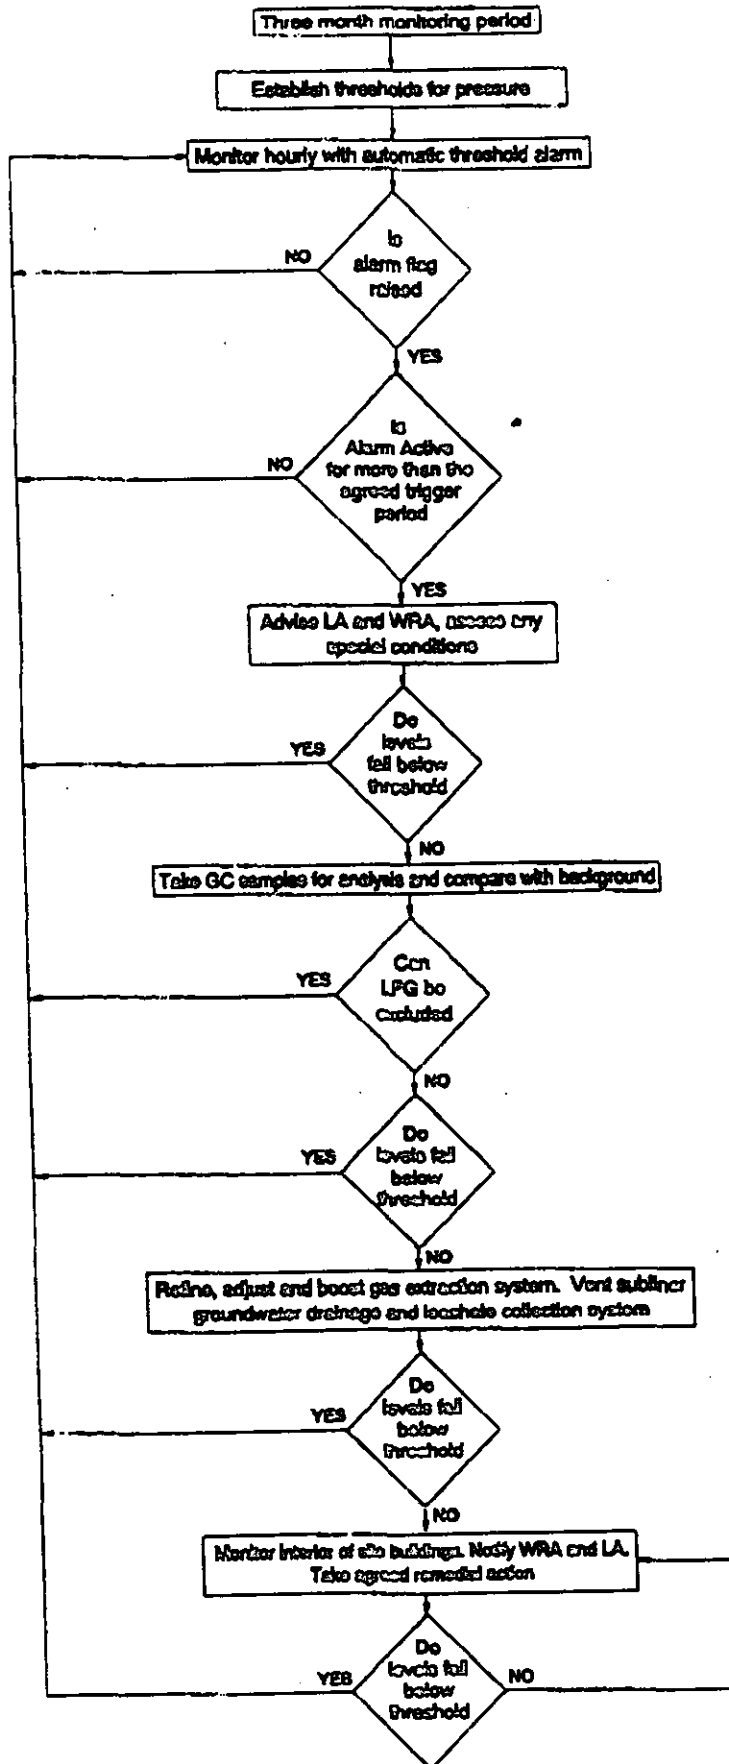 Three month monitoring period
Establish thresholds for pressure
Monitor hourly with automatic threshold alarm
Is
alarm flag
raised
NO
YES
Is
Alarm Active
for more than the
agreed trigger
period
NO
YES
Advise LA and WRA, assess any
special conditions
Do
levels
fall below
threshold
YES
NO
Take GC samples for analysis and compare with background
Can
LFG be
excluded
YES
NO
Do
levels fall
below
threshold
YES
NO
Refine, adjust and boost gas extraction system. Vent subliner
groundwater drainage and leachate collection system
Do
levels fall
below
threshold
YES
NO
Monitor interior of site buildings. Notify WRA and LA.
Take agreed remedial action
Do
levels fall
below
threshold
YES
NO